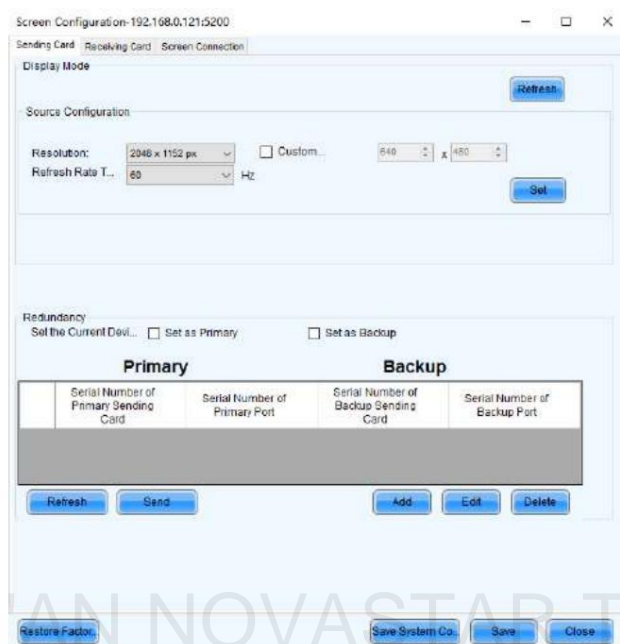 Screen Configuration-192.168.0.121:5200
Sending Card Receiving Card Screen Connection
Display Mode
Refresh
Source Configuration
Resolution: 2048 x 1152 px Custom... 640 x 480
Refresh Rate T... 60 Hz
Set
Redundancy
Set the Current Devi... Set as Primary Set as Backup
Primary Backup
Serial Number of Primary Sending Card Serial Number of Primary Port Serial Number of Backup Sending Card Serial Number of Backup Port
Refresh Send Add Edit Delete
'AN NOVASTAR T
Restore Factor... Save System Co... Save Close